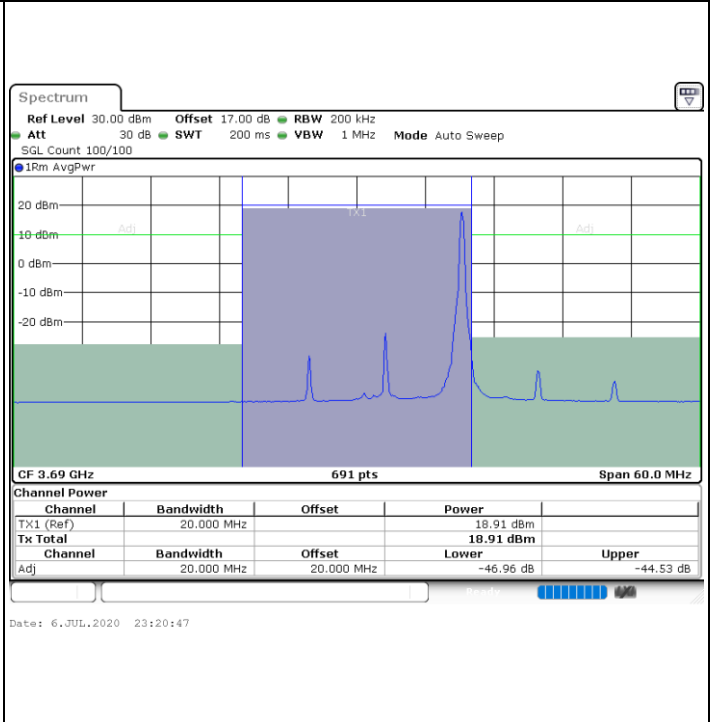 Spectrum
Ref Level 30.00 dBm Offset 17.00 dB RBW 200 kHz
Att 30 dB SWT 200 ms VBW 1 MHz Mode Auto Sweep
SGL Count 100/100
1Rm AvgPwr
20 dBm
TX1
Adj Adj
10 dBm
0 dBm
-10 dBm
-20 dBm
CF 3.69 GHz 691 pts Span 60.0 MHz
Channel Power
Channel Bandwidth Offset Power
TX1 (Ref) 20.000 MHz 18.91 dBm
Tx Total 18.91 dBm
Channel Bandwidth Offset Lower Upper
Adj 20.000 MHz 20.000 MHz -46.96 dB -44.53 dB
Ready
Date: 6.JUL.2020 23:20:47